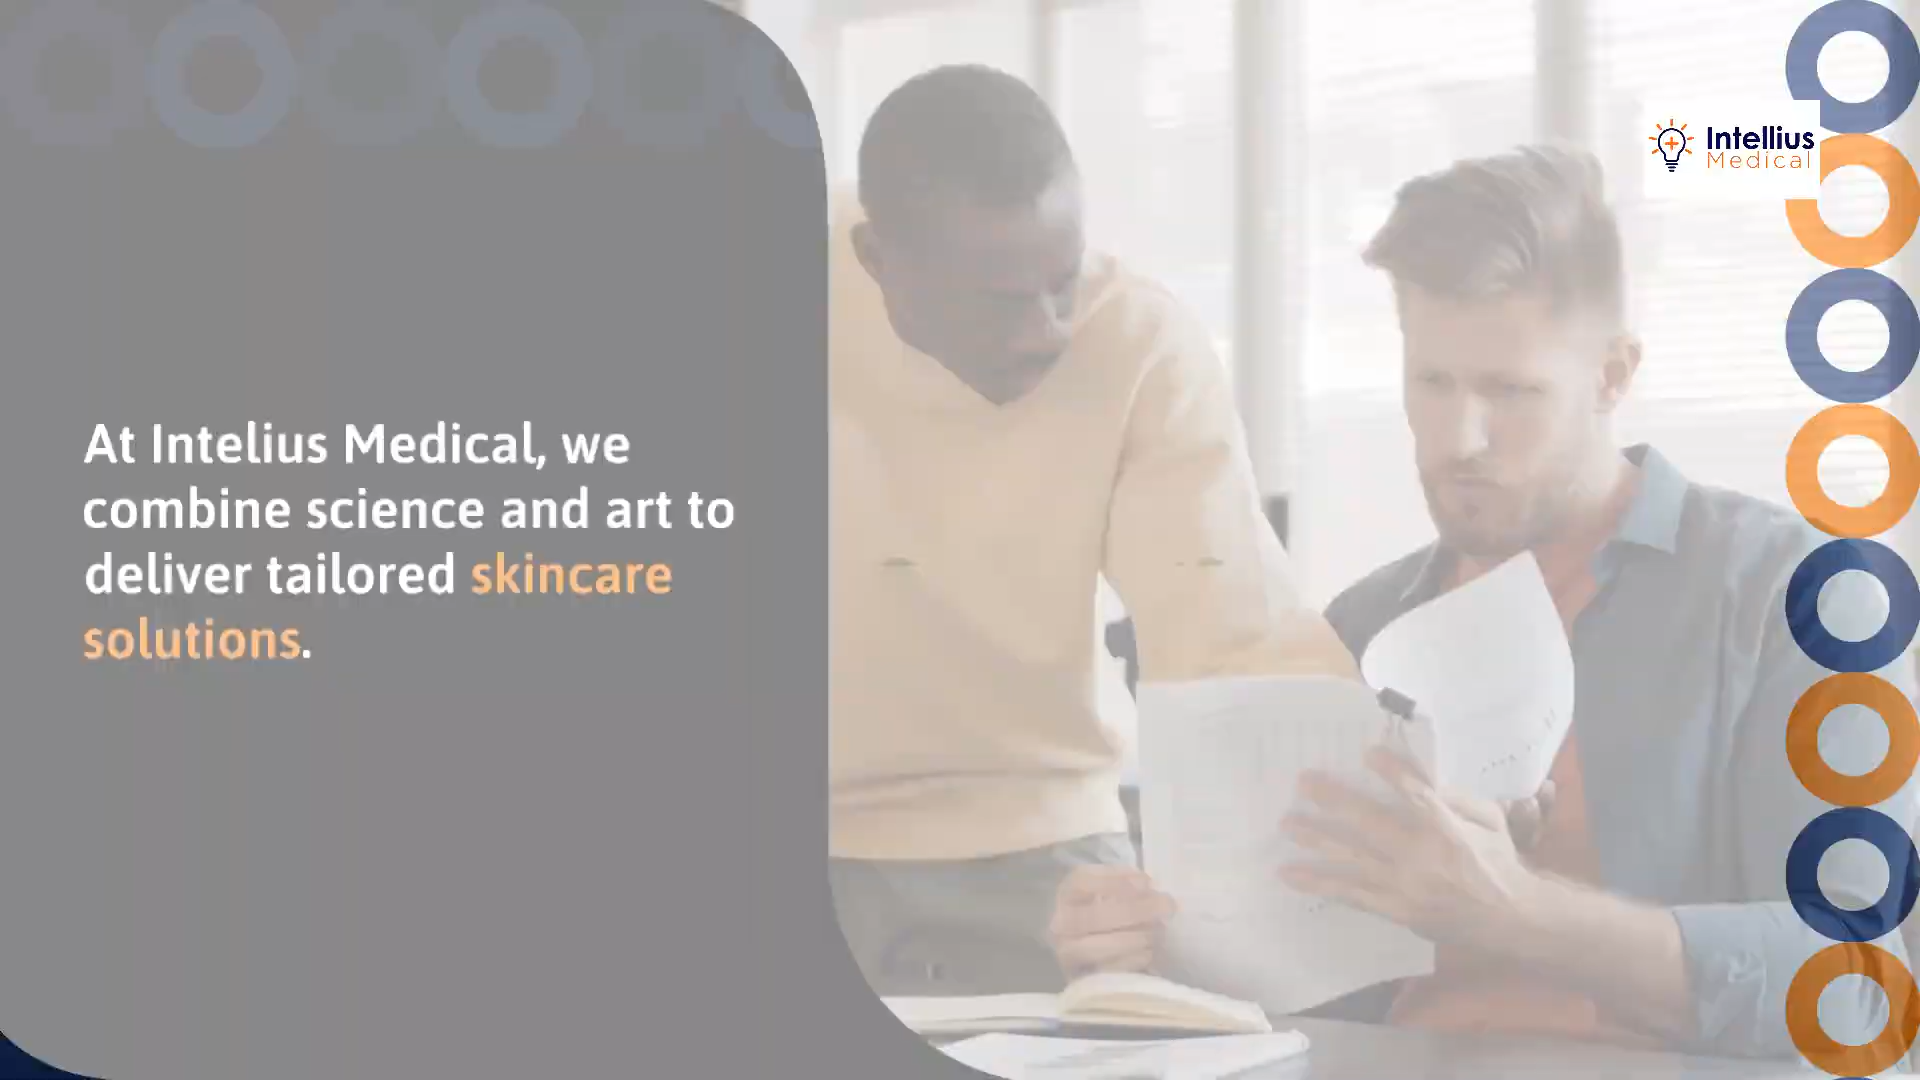 Intellius
Medical
At Intelius Medical, we
combine science and art to
deliver tailored skincare
solutions.